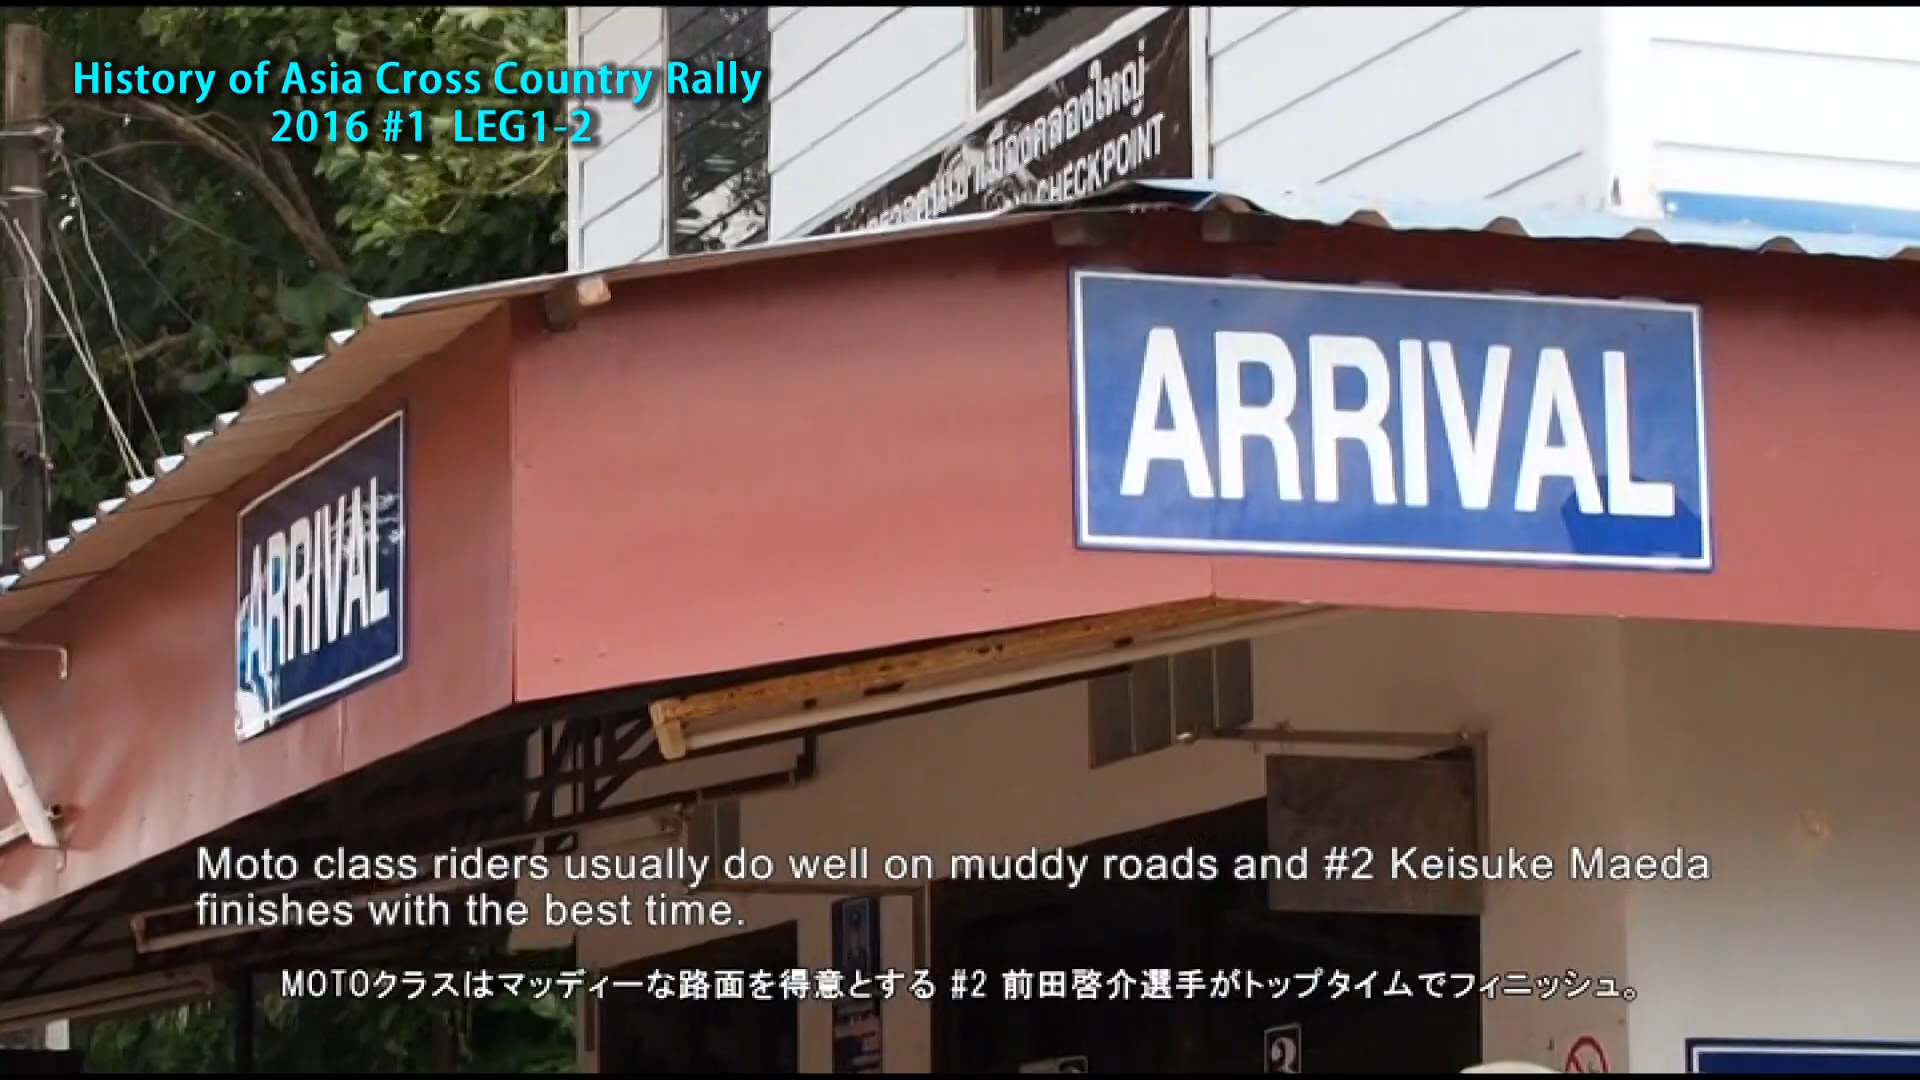 History of Asia Cross Country Rally
2016 #1 LEG1-2
CHECKPOINT
ARRIVAL
ARRIVAL
Moto class riders usually do well on muddy roads and #2 Keisuke Maeda
finishes with the best time.
MOTOクラスはマッディーな路面を得意とする #2 前田啓介選手がトップタイムでフィニッシュ。
3